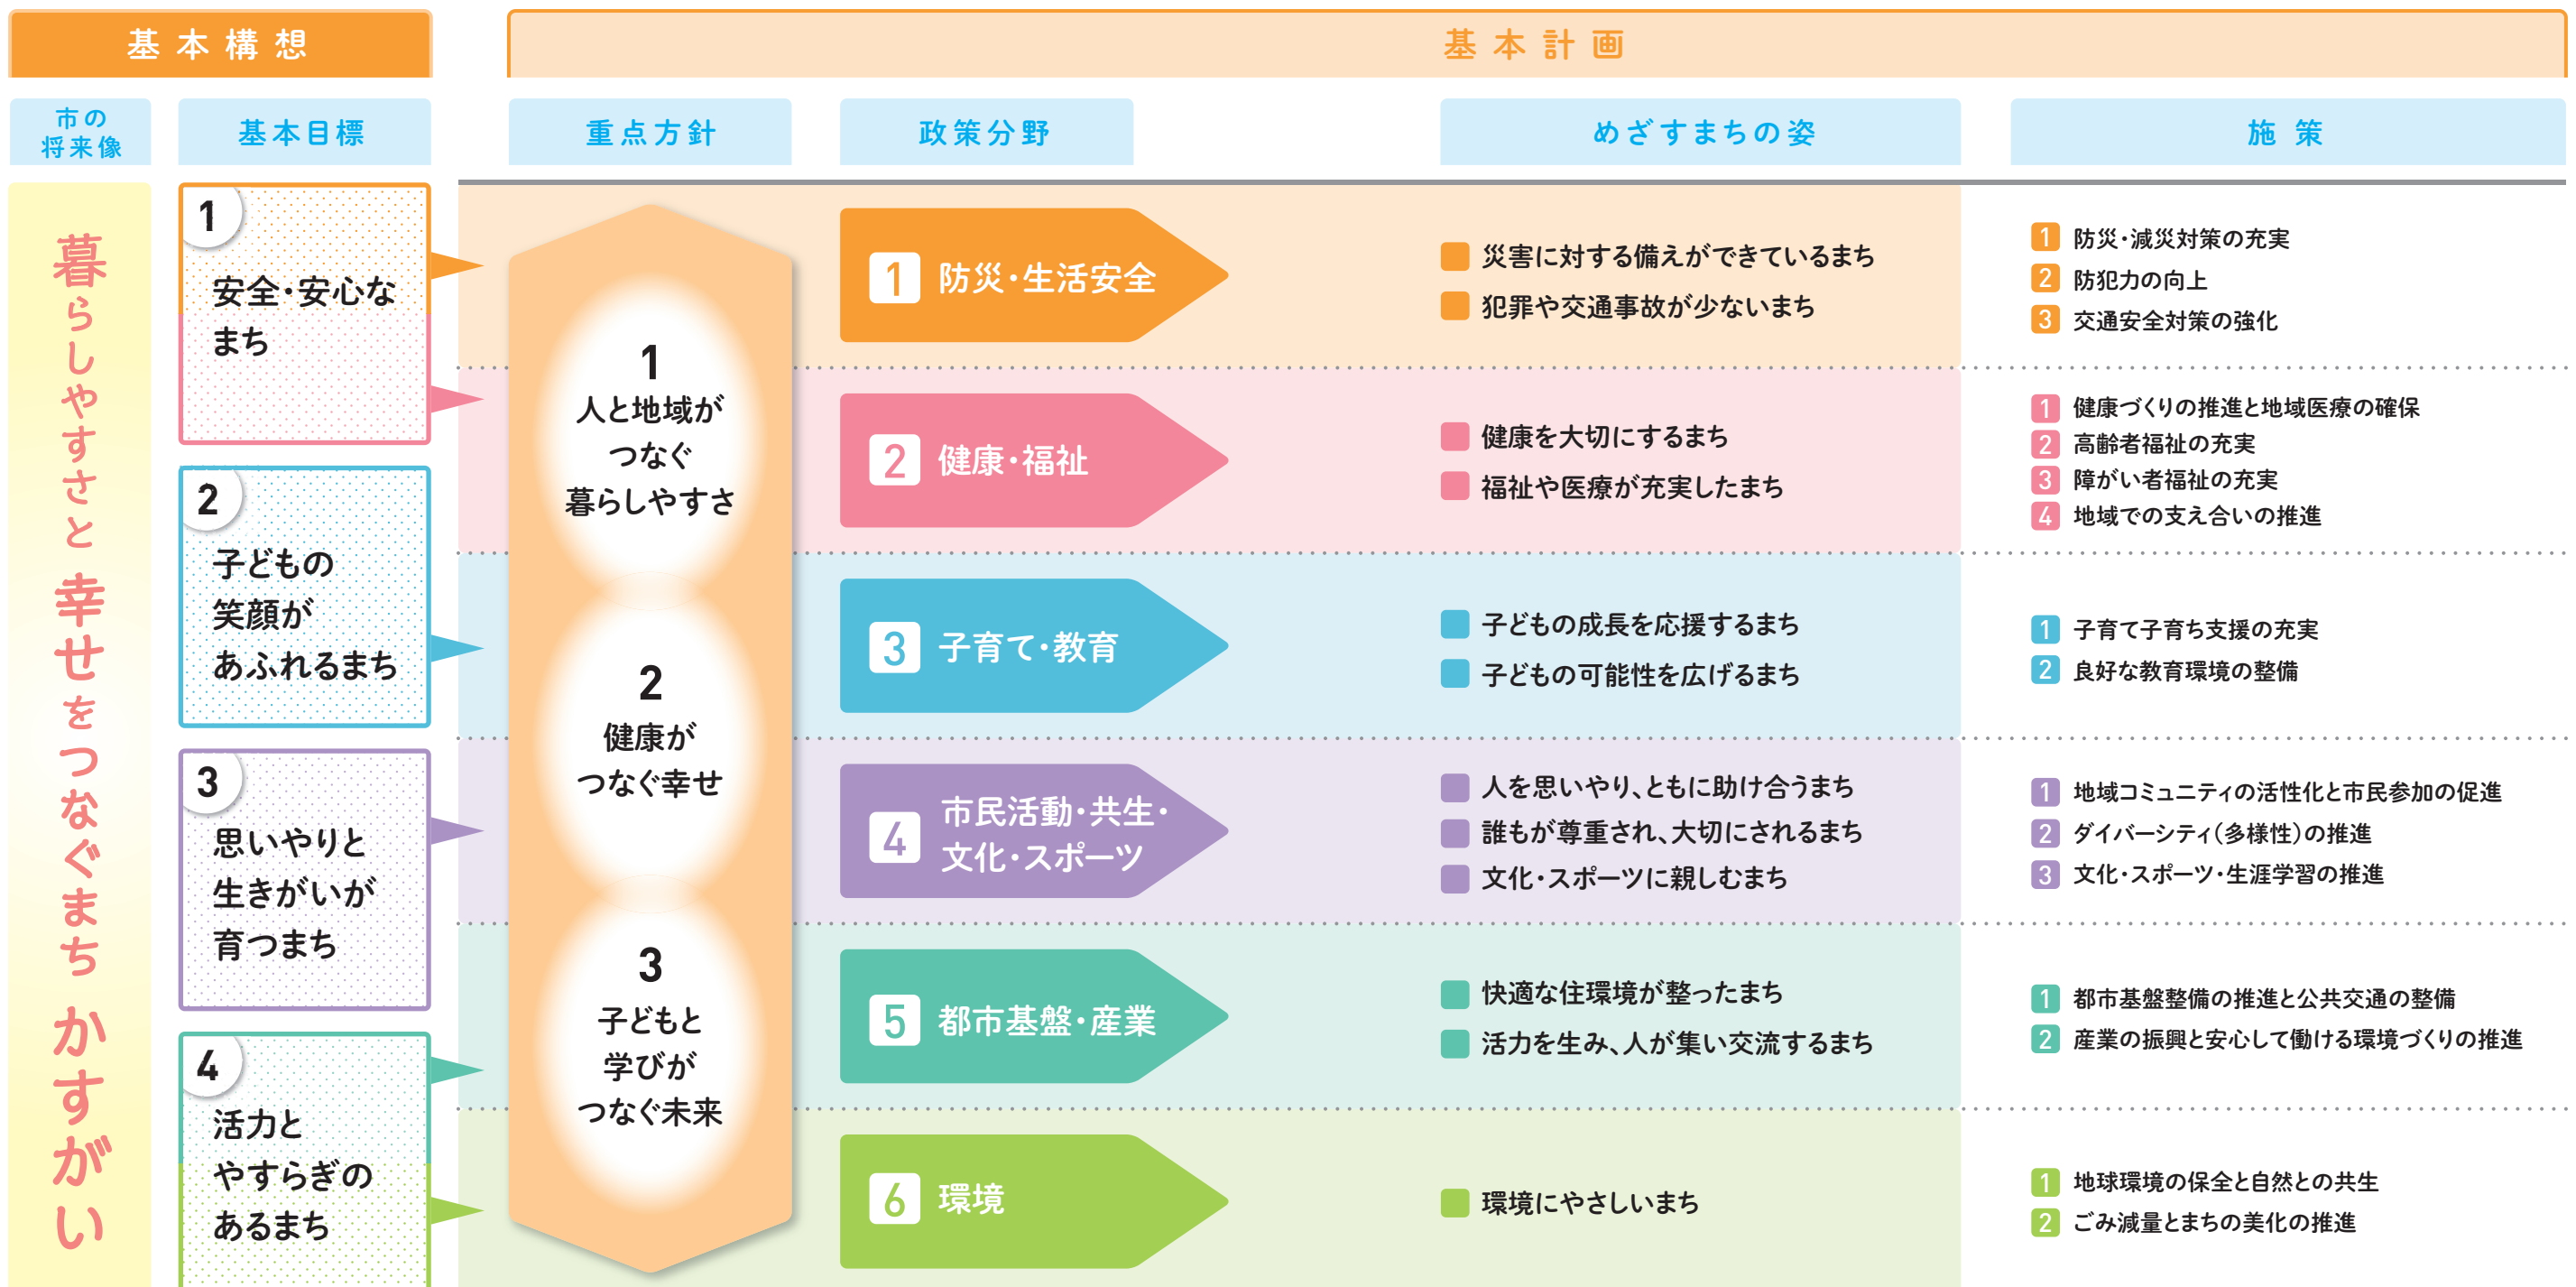 基本構想
基本計画
市の
将来像
基本目標
重点方針
政策分野
めざすまちの姿
施策
暮らしやすさと幸せをつなぐまち かすがい
1
安全・安心な
まち
2
子どもの
笑顔が
あふれるまち
3
思いやりと
生きがいが
育つまち
4
活力と
やすらぎの
あるまち
1
人と地域が
つなぐ
暮らしやすさ
2
健康が
つなぐ幸せ
3
子どもと
学びが
つなぐ未来
1 防災・生活安全
災害に対する備えができているまち
犯罪や交通事故が少ないまち
1 防災・減災対策の充実
2 防犯力の向上
3 交通安全対策の強化
2 健康・福祉
健康を大切にするまち
福祉や医療が充実したまち
1 健康づくりの推進と地域医療の確保
2 高齢者福祉の充実
3 障がい者福祉の充実
4 地域での支え合いの推進
3 子育て・教育
子どもの成長を応援するまち
子どもの可能性を広げるまち
1 子育て子育ち支援の充実
2 良好な教育環境の整備
4 市民活動・共生・
文化・スポーツ
人を思いやり、ともに助け合うまち
誰もが尊重され、大切にされるまち
文化・スポーツに親しむまち
1 地域コミュニティの活性化と市民参加の促進
2 ダイバーシティ(多様性)の推進
3 文化・スポーツ・生涯学習の推進
5 都市基盤・産業
快適な住環境が整ったまち
活力を生み、人が集い交流するまち
1 都市基盤整備の推進と公共交通の整備
2 産業の振興と安心して働ける環境づくりの推進
6 環境
環境にやさしいまち
1 地球環境の保全と自然との共生
2 ごみ減量とまちの美化の推進